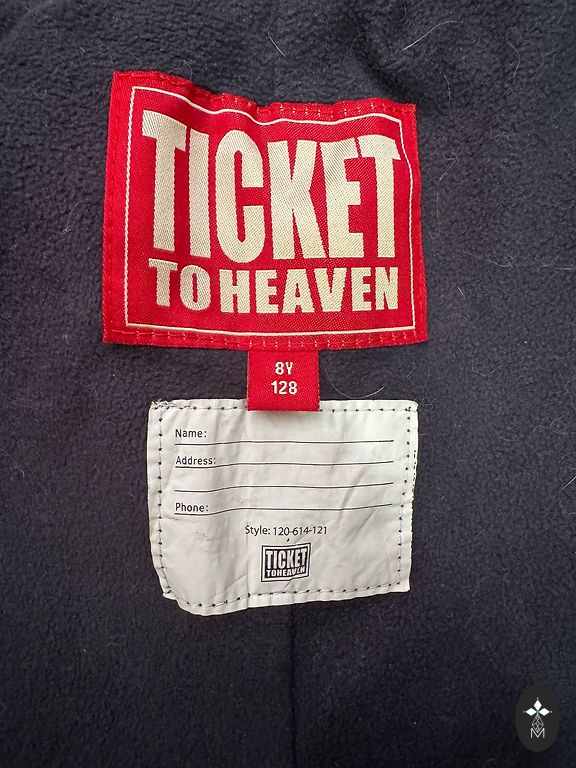 TICKET
TO HEAVEN
8Y
128
Name:
Address:
Phone:
Style: 120-614-121
TICKET
TO HEAVEN
M